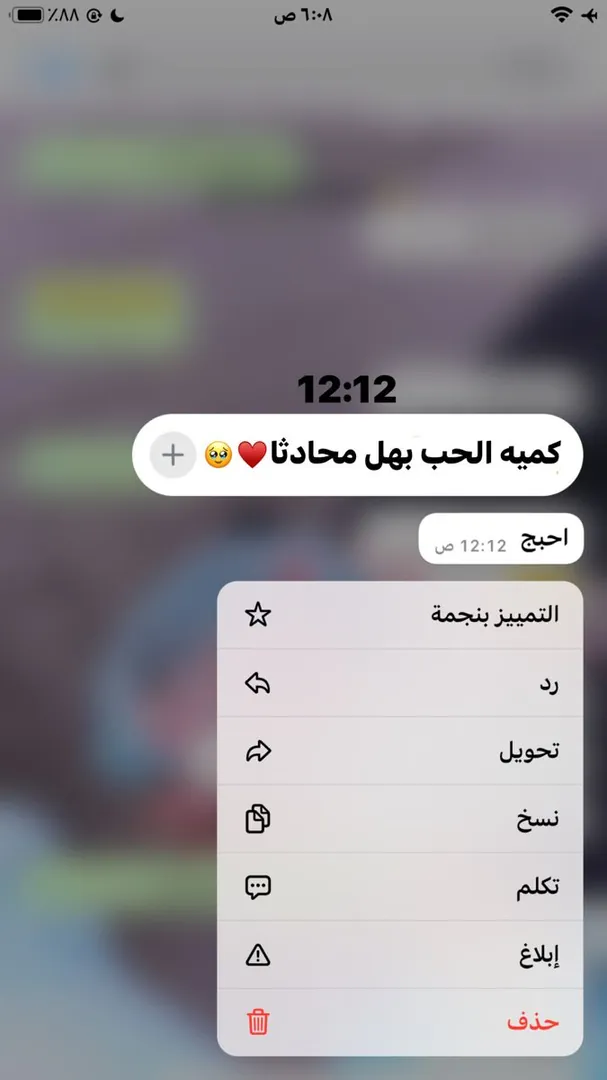 ٪٨٨ ٦:٠٨ ص
12:12
كميه الحب بهل محادثا♥️🥹
احبج 12:12 ص
التمييز بنجمة
رد
تحويل
نسخ
تكلم
إبلاغ
حذف